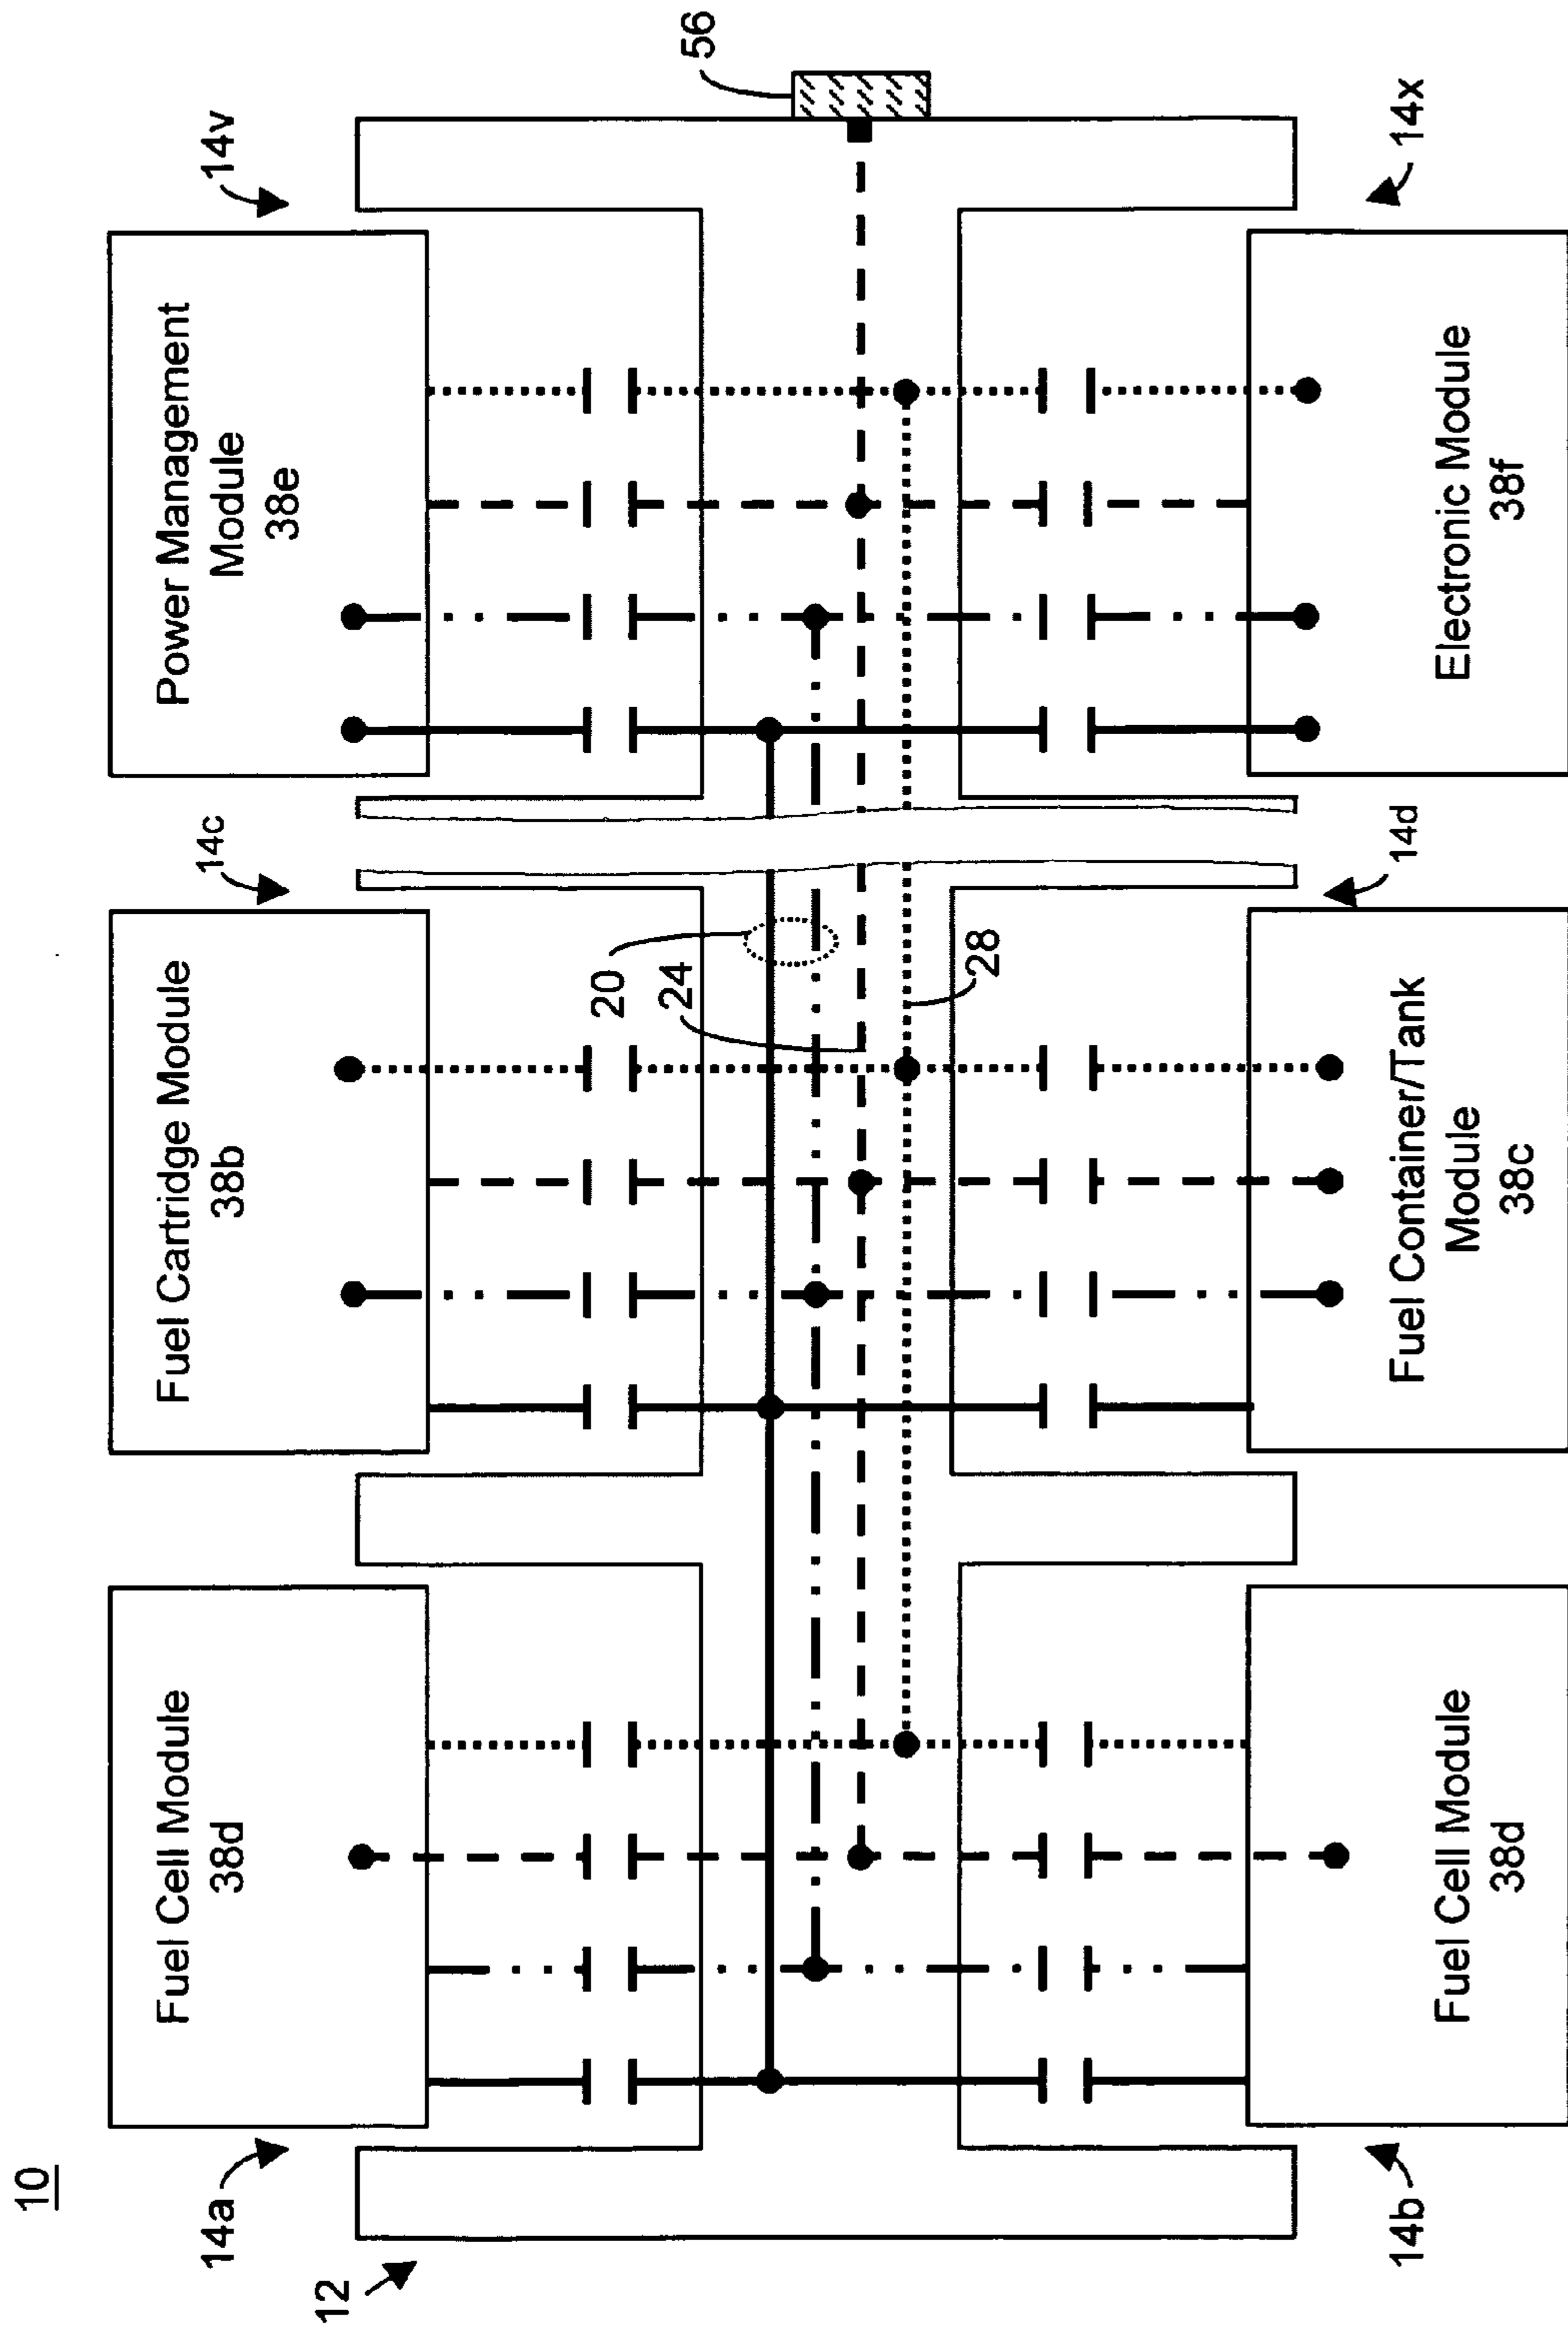 10
12
14a
14c
14v
56
Fuel Cell Module
38d
Fuel Cartridge Module
38b
Power Management
Module
38e
20
24
28
Fuel Cell Module
38d
Fuel Container/Tank
Module
38c
Electronic Module
38f
14b
14d
14x